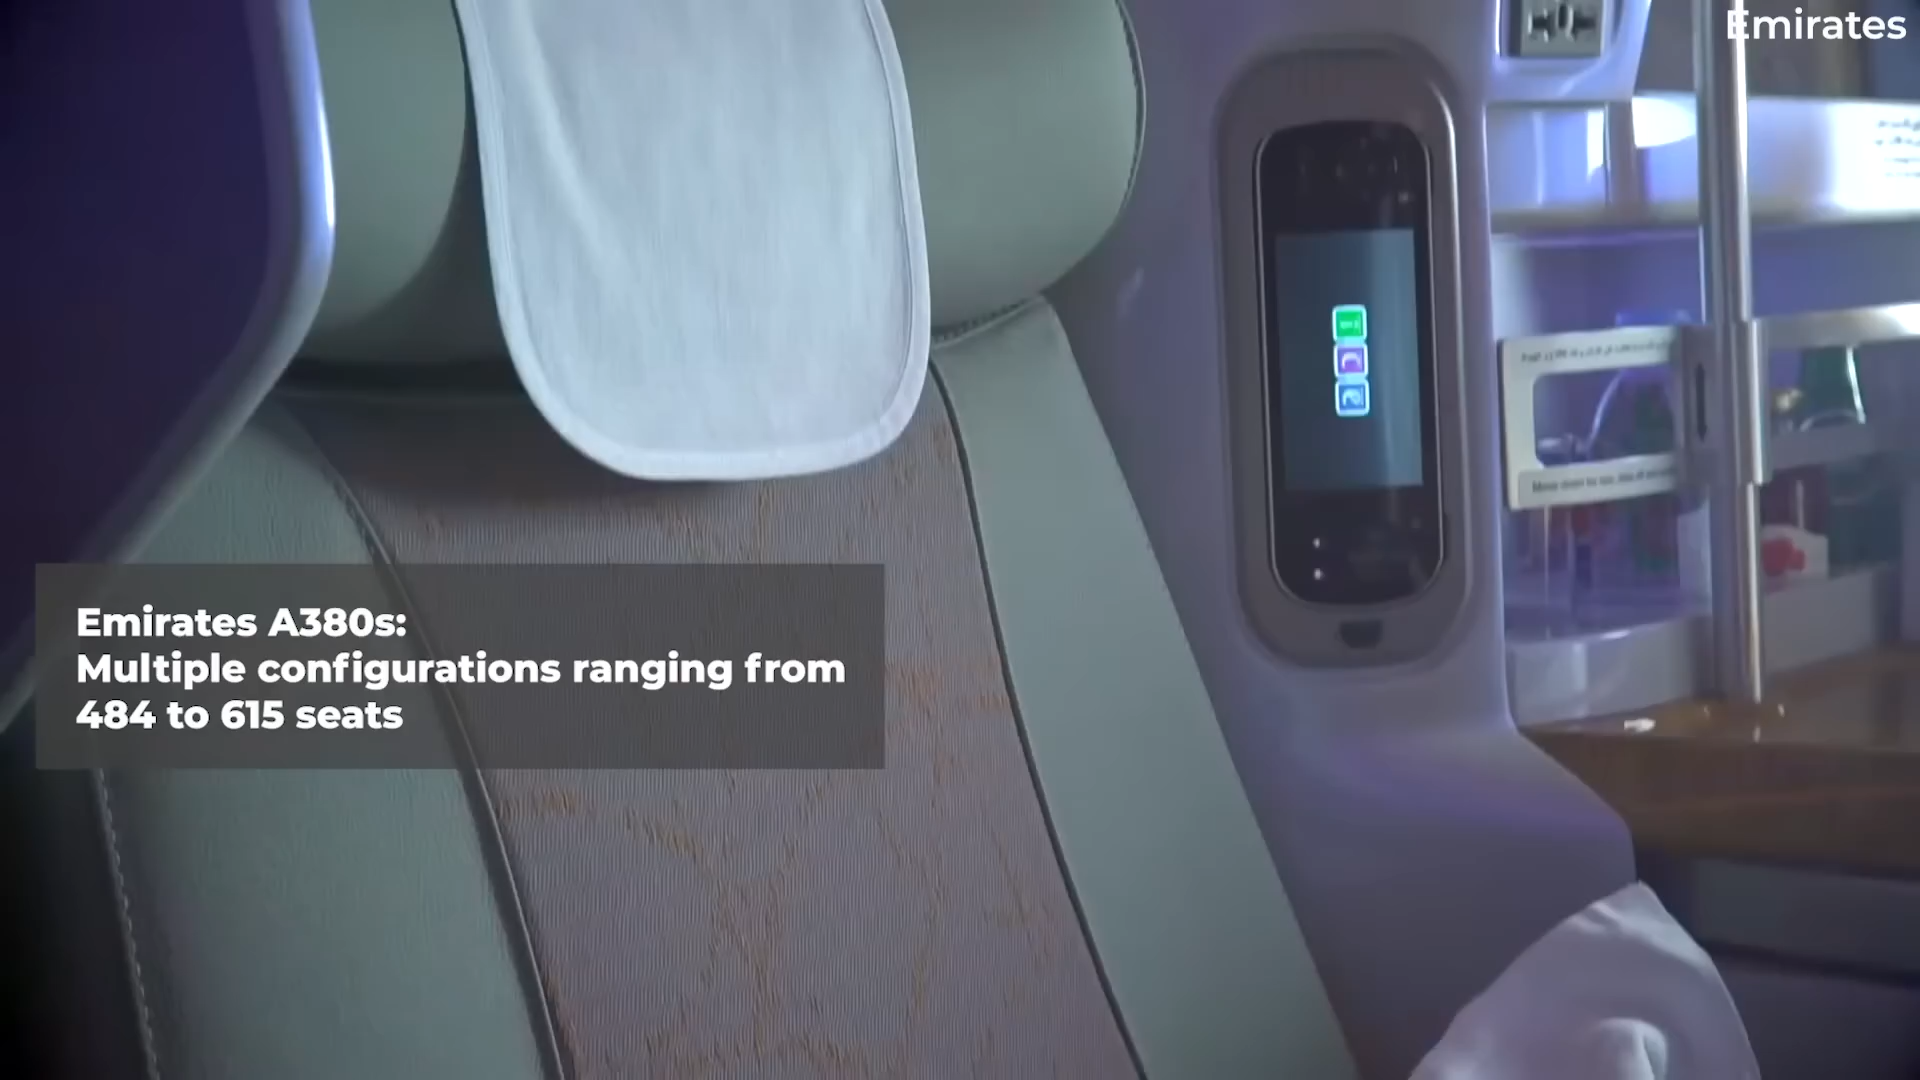 Emirates
Emirates A380s:
Multiple configurations ranging from
484 to 615 seats